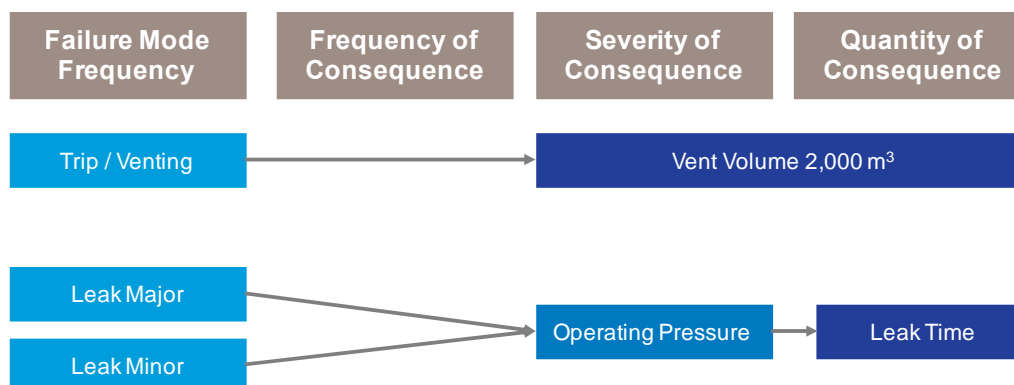 Failure Mode
Frequency
Frequency of
Consequence
Severity of
Consequence
Quantity of
Consequence
Trip / Venting
Vent Volume 2,000 m³
Leak Major
Leak Minor
Operating Pressure
Leak Time